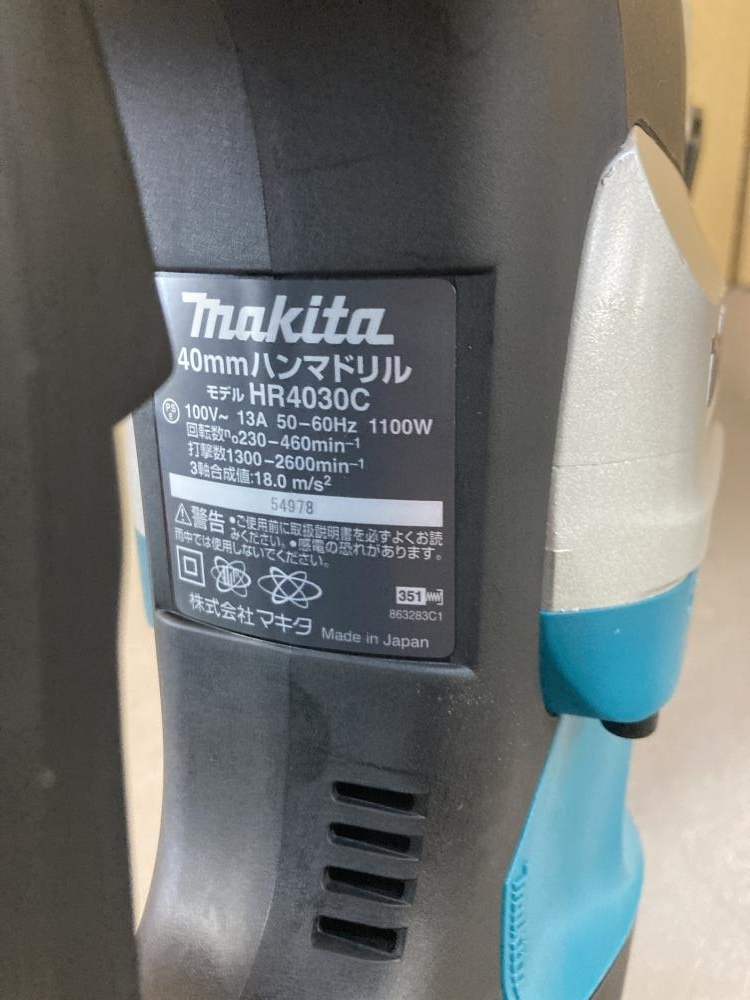 makita
40mmハンマドリル
モデル HR4030C
PS E 100V~ 13A 50-60Hz 1100W
回転数n₀230-460min⁻¹
打撃数1300-2600min⁻¹
3軸合成値:18.0 m/s²
54978
⚠警告 •ご使用前に取扱説明書を必ずよくお読
みください。•感電の恐れがあります。
雨中では使用しないでください。
351
863283C1
株式会社マキタ
Made in Japan